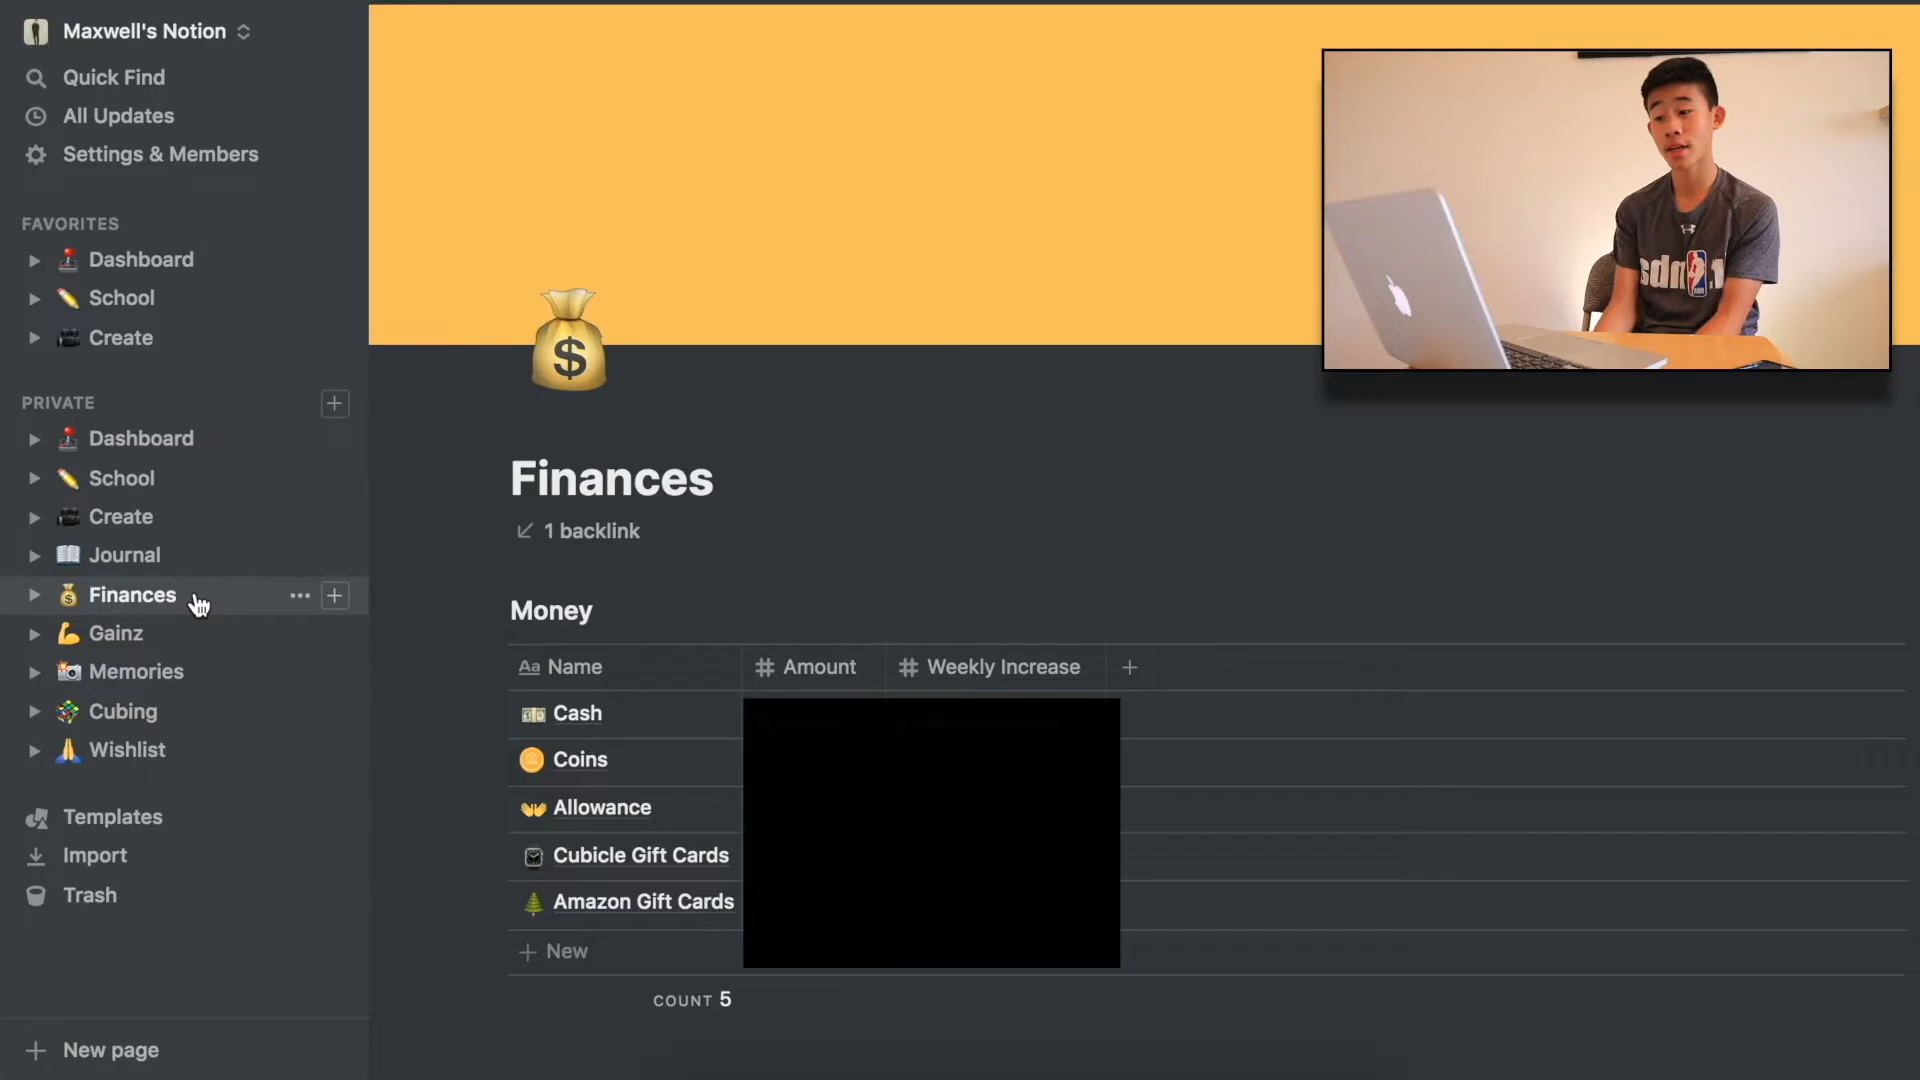 Maxwell's Notion
Quick Find
All Updates
Settings & Members
FAVORITES
Dashboard
School
Create
PRIVATE
Dashboard
School
Create
Journal
Finances
Gainz
Memories
Cubing
Wishlist
Templates
Import
Trash
New page
$
Finances
1 backlink
Money
Aa Name # Amount # Weekly Increase +
Cash
Coins
Allowance
Cubicle Gift Cards
Amazon Gift Cards
+ New
COUNT 5